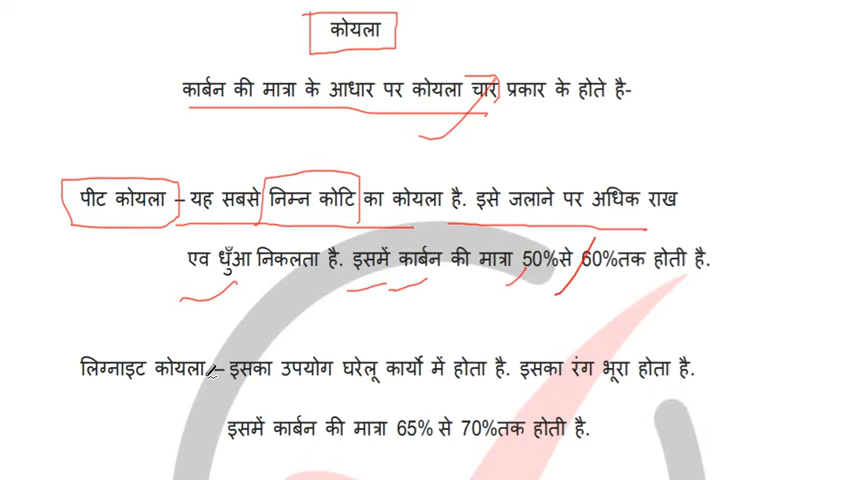 कोयला
कार्बन की मात्रा के आधार पर कोयला चार प्रकार के होते है-
पीट कोयला – यह सबसे निम्न कोटि का कोयला है. इसे जलाने पर अधिक राख
एव धुँआ निकलता है. इसमें कार्बन की मात्रा 50%से 60%तक होती है.
लिग्नाइट कोयला – इसका उपयोग घरेलू कार्यो में होता है. इसका रंग भूरा होता है.
इसमें कार्बन की मात्रा 65% से 70%तक होती है.